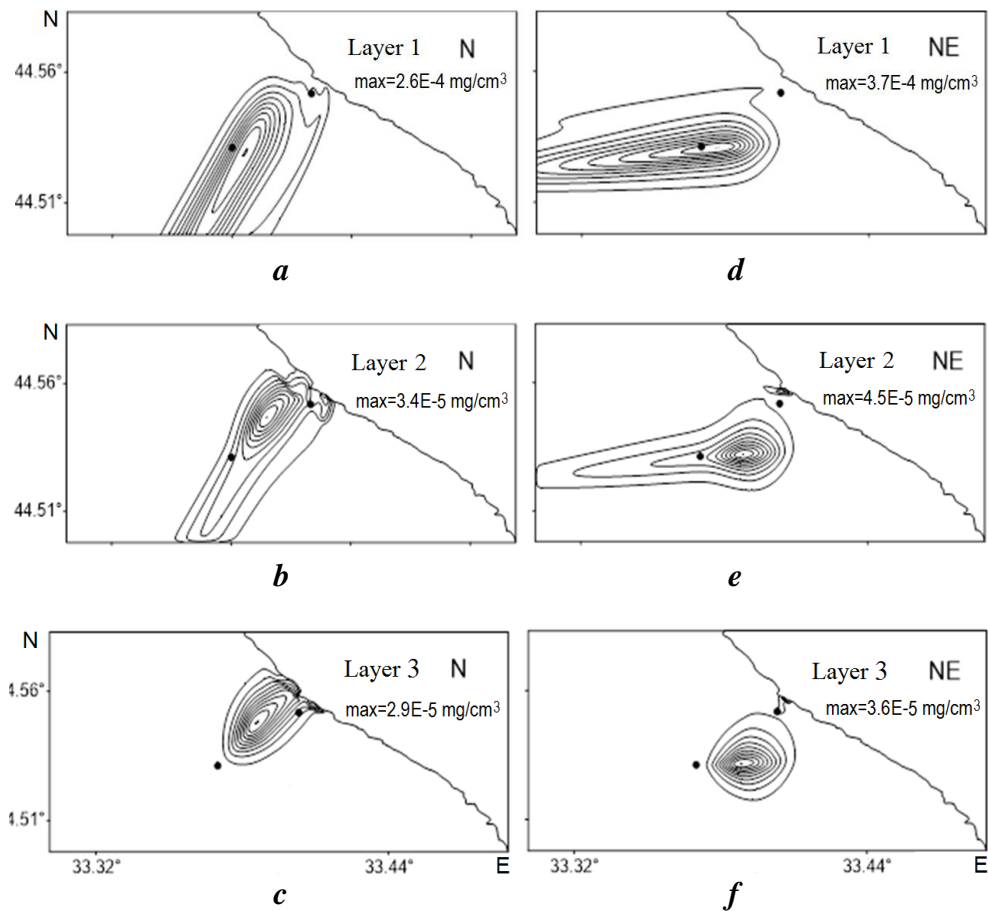 N
Layer 1 N
max=2.6E-4 mg/cm³
44.56°
44.51°
a
Layer 1 NE
max=3.7E-4 mg/cm³
d
N
Layer 2 N
max=3.4E-5 mg/cm³
44.56°
44.51°
b
Layer 2 NE
max=4.5E-5 mg/cm³
e
N
Layer 3 N
max=2.9E-5 mg/cm³
4.56°
4.51°
33.32°
33.44°
E
c
Layer 3 NE
max=3.6E-5 mg/cm³
33.32°
33.44°
E
f